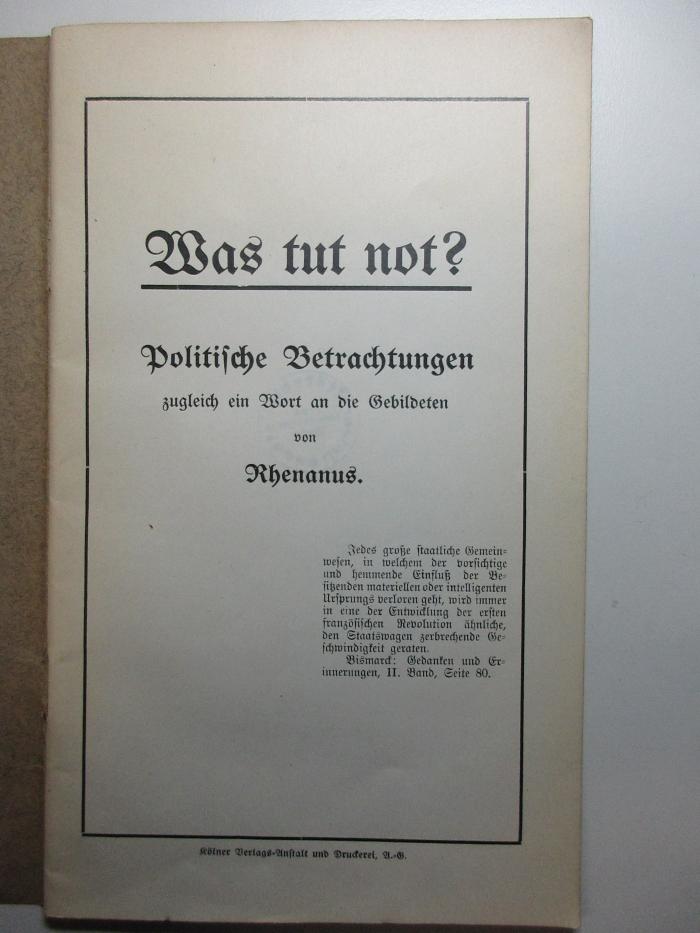 Was tut not?
Politische Betrachtungen
zugleich ein Wort an die Gebildeten
von
Rhenanus.
Jedes große staatliche Gemein-
wesen, in welchem der vorsichtige
und hemmende Einfluß der Be-
sitzenden materiellen oder intelligenten
Ursprungs verloren geht, wird immer
in eine der Entwicklung der ersten
französischen Revolution ähnliche,
den Staatswagen zerbrechende Ge-
schwindigkeit geraten.
Bismarck: Gedanken und Er-
innerungen, II. Band, Seite 80.
Kölner Verlags-Anstalt und Druckerei, A.-G.